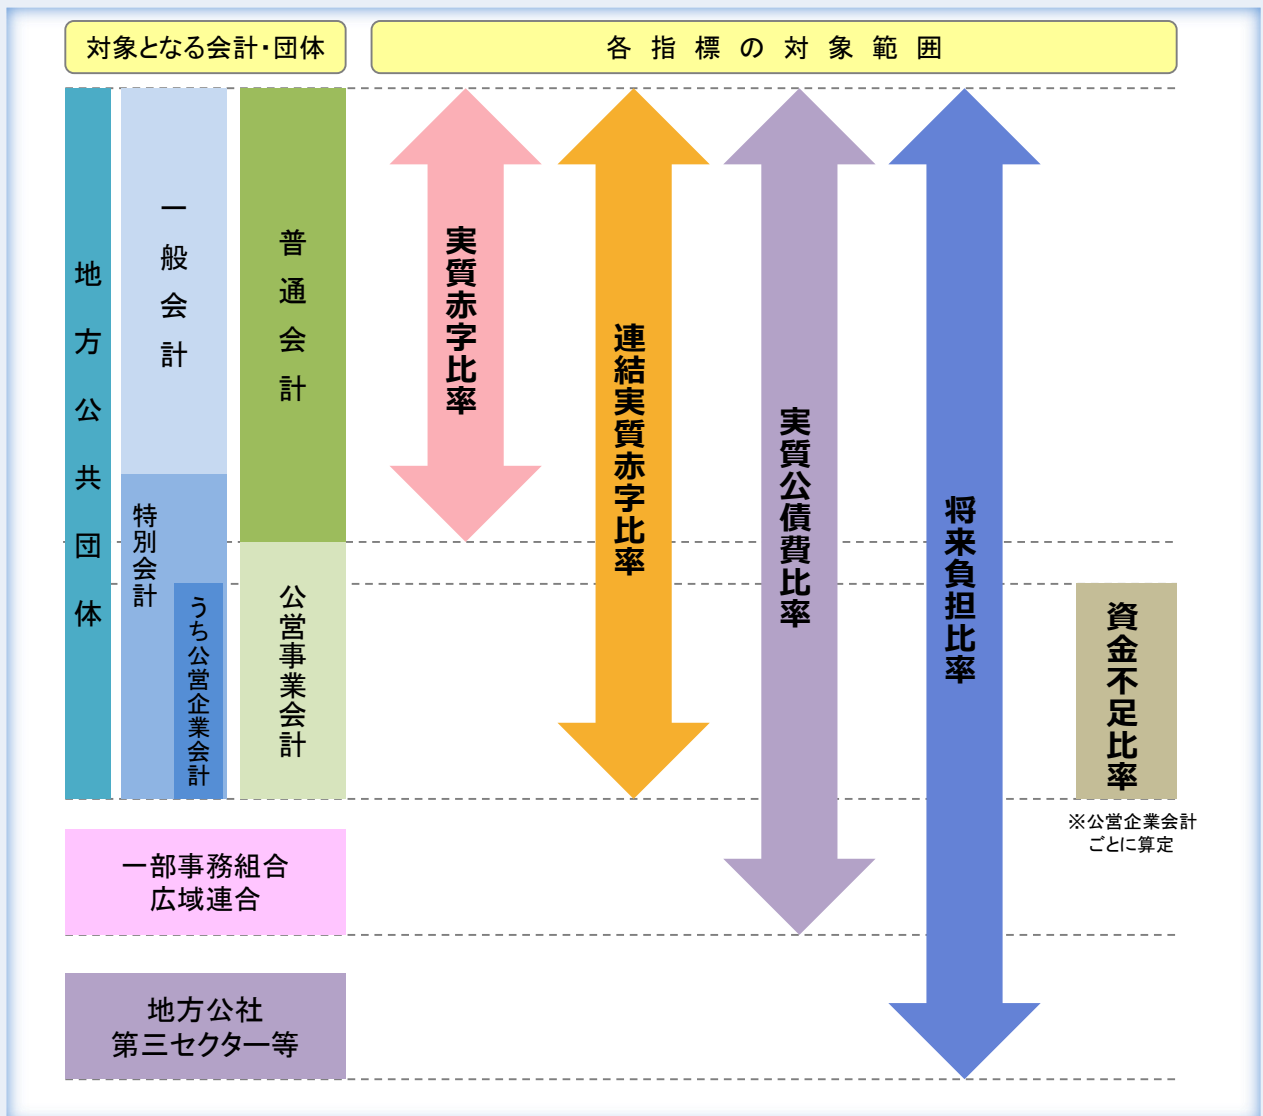 対象となる会計・団体
各指標の対象範囲
地方公共団体
一般会計
特別会計
うち公営企業会計
普通会計
公営事業会計
実質赤字比率
連結実質赤字比率
実質公債費比率
将来負担比率
資金不足比率
※公営企業会計
ごとに算定
一部事務組合
広域連合
地方公社
第三セクター等